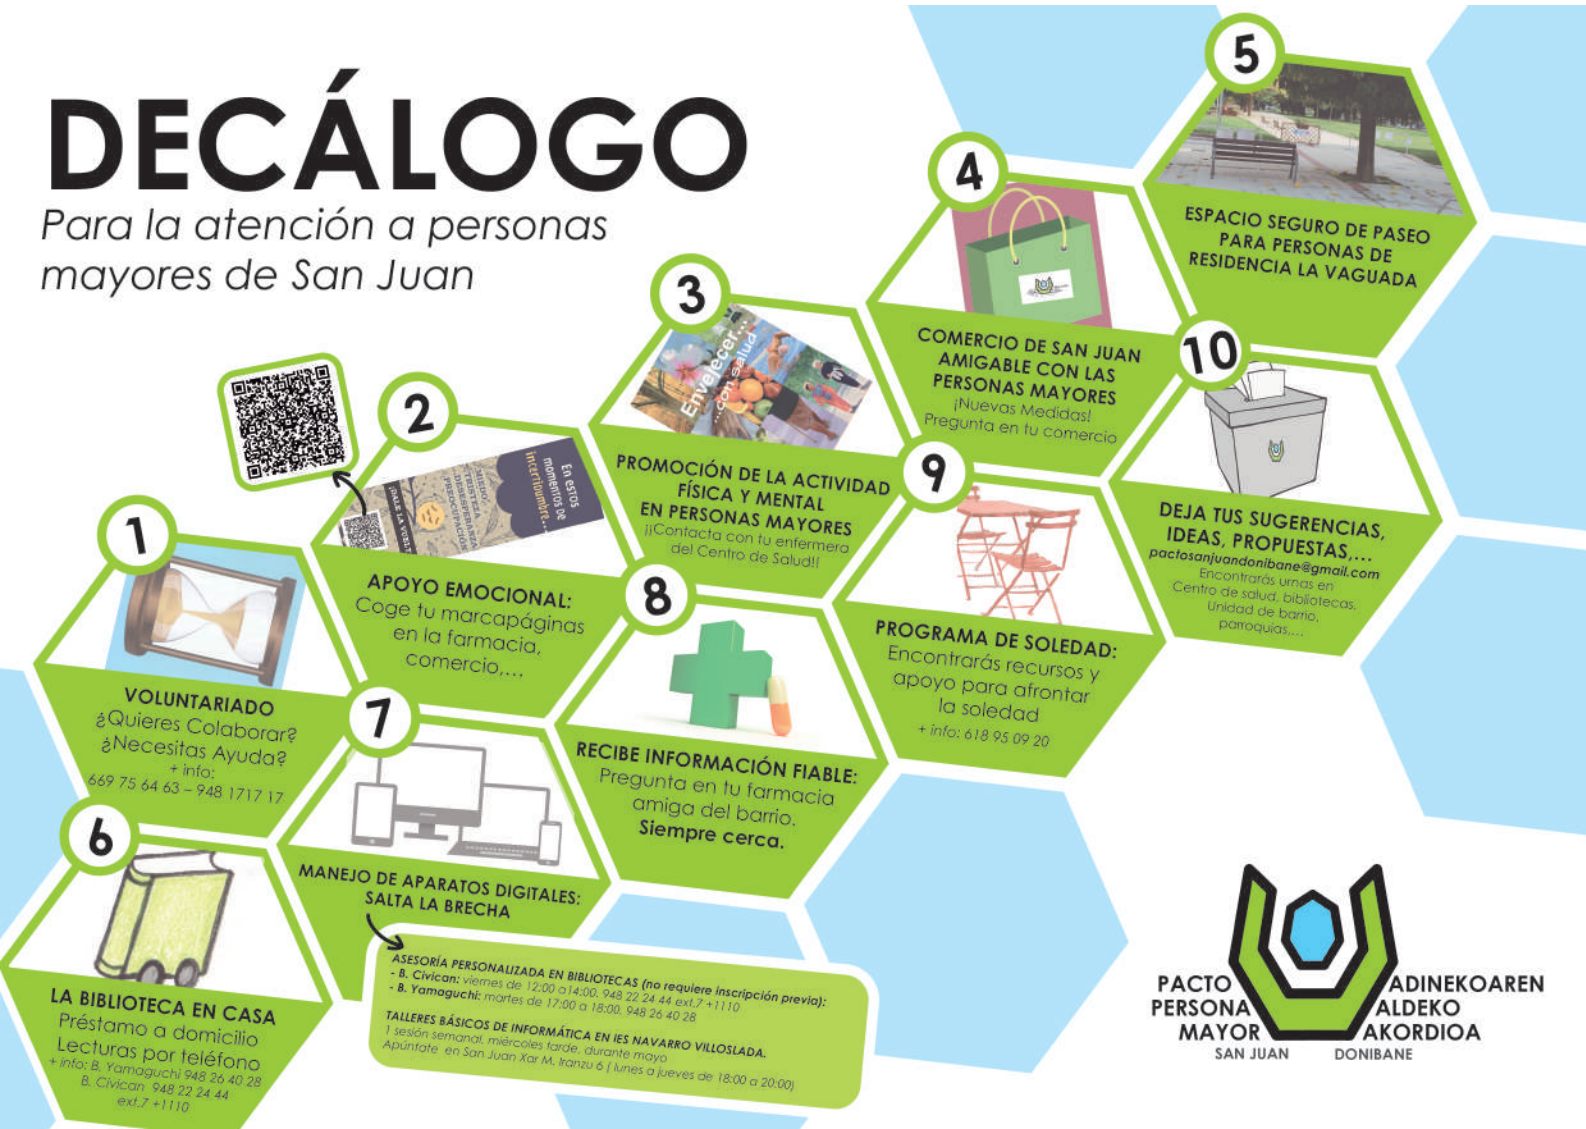 DECÁLOGO
Para la atención a personas
mayores de San Juan
1
VOLUNTARIADO
¿Quieres Colaborar?
¿Necesitas Ayuda?
+ info:
669 75 64 63 – 948 1717 17
2
En estos
momentos de
incertidumbre...
MIEDO,
TRISTEZA
DESESPERANZA
PREOCUPACIÓN
¡DALE LA VUELTA
APOYO EMOCIONAL:
Coge tu marcapáginas
en la farmacia,
comercio,...
3
Envejecer...
...con salud
PROMOCIÓN DE LA ACTIVIDAD
FÍSICA Y MENTAL
EN PERSONAS MAYORES
¡¡Contacta con tu enfermera
del Centro de Salud!!
4
COMERCIO DE SAN JUAN
AMIGABLE CON LAS
PERSONAS MAYORES
¡Nuevas Medidas!
Pregunta en tu comercio
5
ESPACIO SEGURO DE PASEO
PARA PERSONAS DE
RESIDENCIA LA VAGUADA
6
LA BIBLIOTECA EN CASA
Préstamo a domicilio
Lecturas por teléfono
+ info: B. Yamaguchi 948 26 40 28
B. Civican 948 22 24 44
ext.7 +1110
7
MANEJO DE APARATOS DIGITALES:
SALTA LA BRECHA
ASESORÍA PERSONALIZADA EN BIBLIOTECAS (no requiere inscripción previa):
- B. Civican: viernes de 12:00 a14:00. 948 22 24 44 ext.7 +1110
- B. Yamaguchi: martes de 17:00 a 18:00. 948 26 40 28
TALLERES BÁSICOS DE INFORMÁTICA EN IES NAVARRO VILLOSLADA.
1 sesión semanal, miércoles tarde, durante mayo
Apúntate en San Juan Xar M. Iranzu 6 ( lunes a jueves de 18:00 a 20:00)
8
RECIBE INFORMACIÓN FIABLE:
Pregunta en tu farmacia
amiga del barrio.
Siempre cerca.
9
PROGRAMA DE SOLEDAD:
Encontrarás recursos y
apoyo para afrontar
la soledad
+ info: 618 95 09 20
10
DEJA TUS SUGERENCIAS,
IDEAS, PROPUESTAS,...
pactosanjuandonibane@gmail.com
Encontrarás urnas en
Centro de salud, bibliotecas,
Unidad de barrio,
parroquias,...
PACTO
PERSONA
MAYOR
SAN JUAN
ADINEKOAREN
ALDEKO
AKORDIOA
DONIBANE